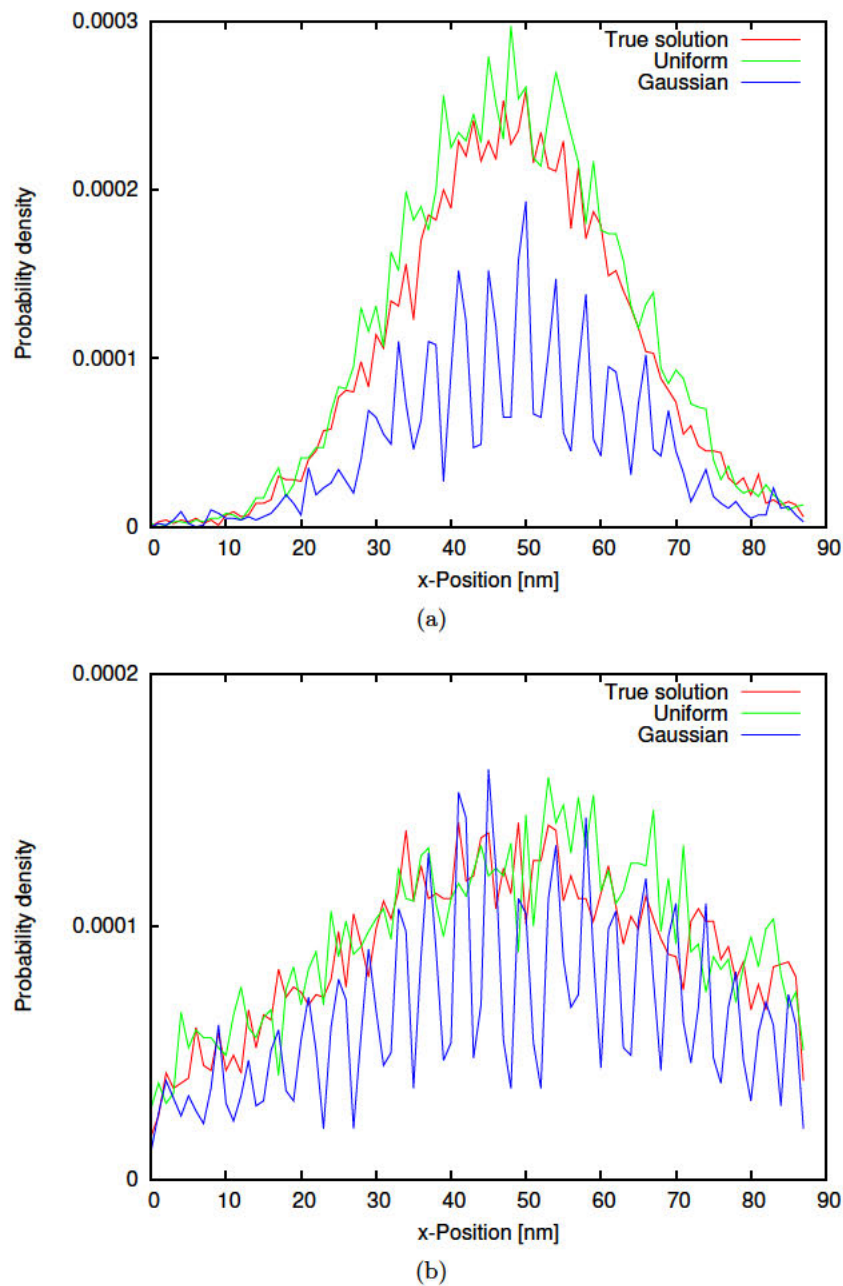 0.0003
True solution
Uniform
Gaussian
0.0002
Probability density
0.0001
0
0 10 20 30 40 50 60 70 80 90
x-Position [nm]
(a)
0.0002
True solution
Uniform
Gaussian
Probability density
0.0001
0
0 10 20 30 40 50 60 70 80 90
x-Position [nm]
(b)